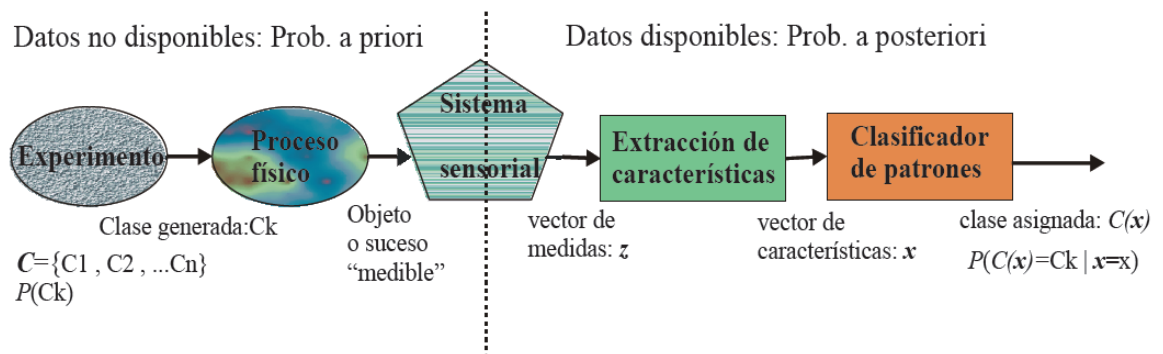 Datos no disponibles: Prob. a priori
Datos disponibles: Prob. a posteriori
Experimento
Proceso
físico
Sistema
sensorial
Extracción de
características
Clasificador
de patrones
Clase generada:Ck
C={C1 , C2 , ...Cn}
P(Ck)
Objeto
o suceso
“medible”
vector de
medidas: z
vector de
características: x
clase asignada: C(x)
P(C(x)=Ck | x=x)